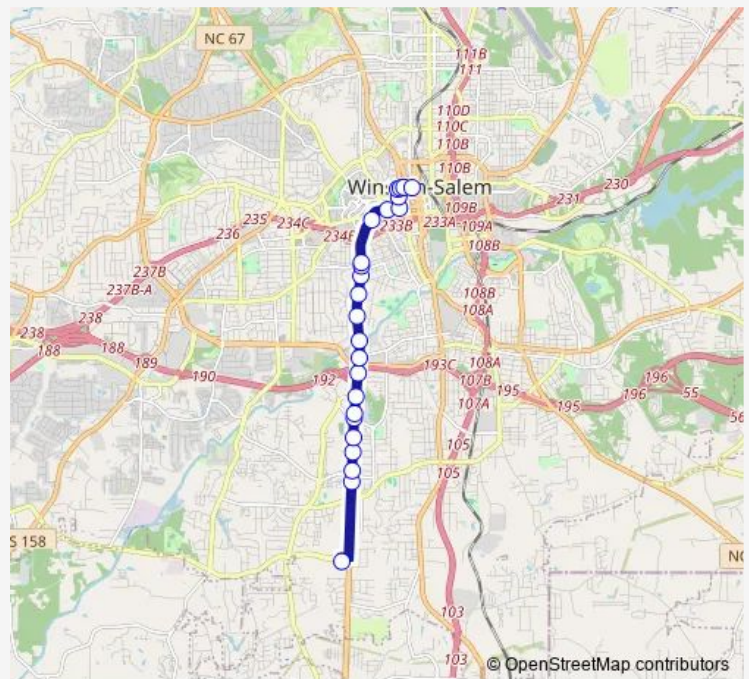 NC 67
111B
111
110D
110C
110B
110B
Win
n-Salem
109B
231
230
235
234C
234
233B
233A
109A
236
108B
237B
237B-A
238
108B
108A
238
188
188
189
190
192
193C
108A
107B
107A
195
195
196
196
55
56
105
105
S 158
103
103
© OpenStreetMap contributors